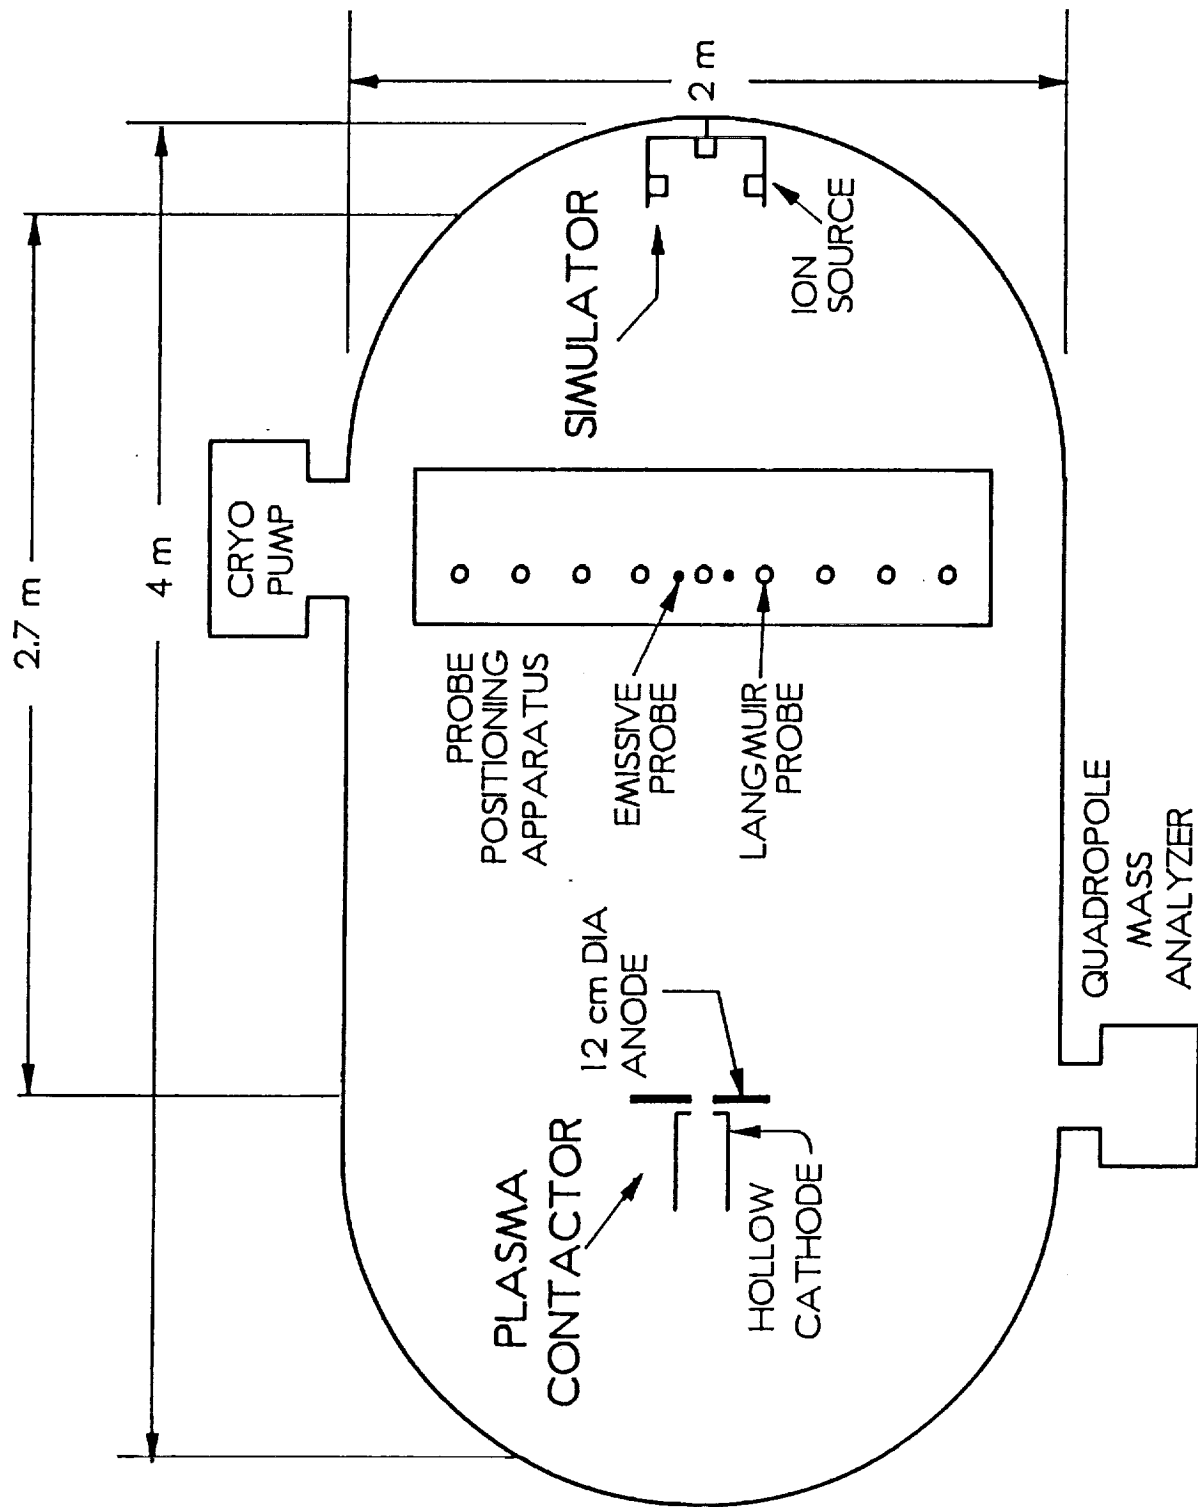 2.7 m
4 m
2 m
CRYO
PUMP
SIMULATOR
ION
SOURCE
PROBE
POSITIONING
APPARATUS
EMISSIVE
PROBE
LANGMUIR
PROBE
12 cm DIA
ANODE
PLASMA
CONTACTOR
HOLLOW
CATHODE
QUADROPOLE
MASS
ANALYZER